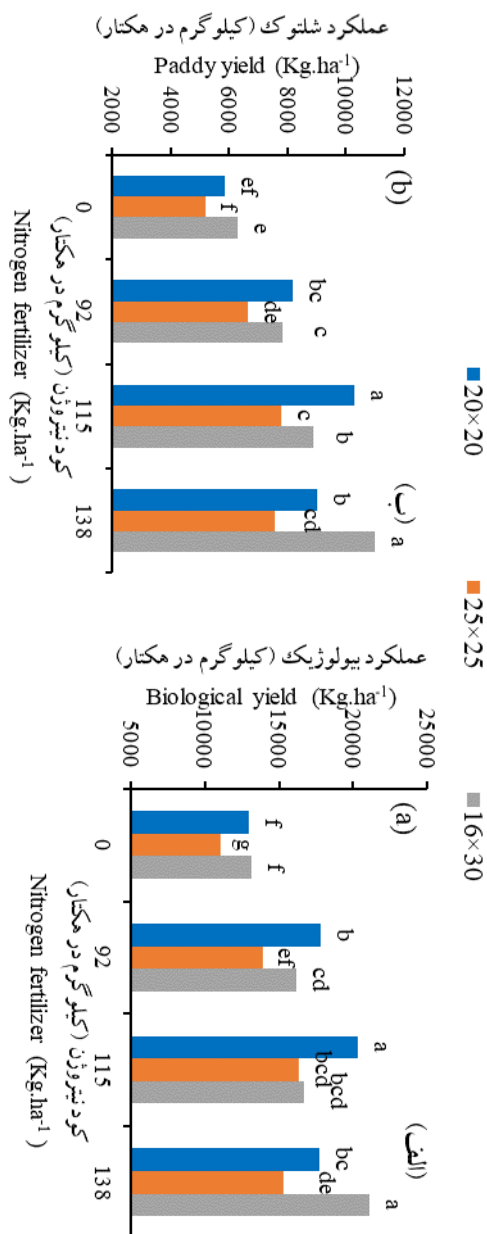 20×20
25×25
16×30
عملکرد شلتوک (کیلوگرم در هکتار)
Paddy yield (Kg.ha-1)
12000
10000
8000
6000
4000
2000
(b)
(ب)
ef
f
e
bc
de
c
a
c
b
b
cd
a
0
92
115
138
کود نیتروژن (کیلوگرم در هکتار)
Nitrogen fertilizer (Kg.ha-1)
عملکرد بیولوژیک (کیلوگرم در هکتار)
Biological yield (Kg.ha-1)
25000
20000
15000
10000
5000
(a)
(الف)
f
g
f
b
ef
cd
a
bcd
bcd
bc
de
a
0
92
115
138
کود نیتروژن (کیلوگرم در هکتار)
Nitrogen fertilizer (Kg.ha-1)